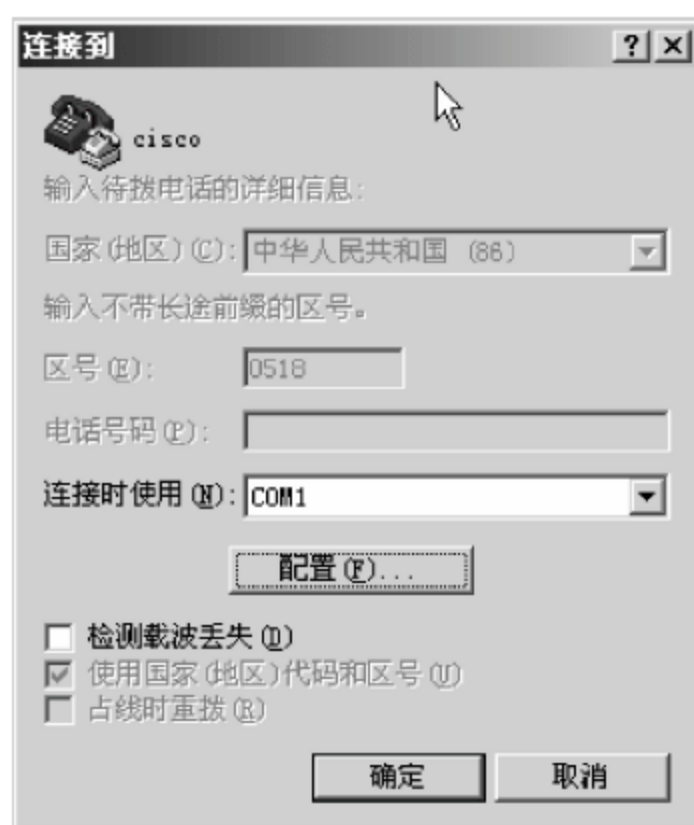 连接到
cisco
输入待拨电话的详细信息:
国家(地区)(C): 中华人民共和国 (86)
输入不带长途前缀的区号。
区号(E): 0518
电话号码(P):
连接时使用(N): COM1
配置(F)...
检测载波丢失(D)
使用国家(地区)代码和区号(U)
占线时重拨(R)
确定 取消